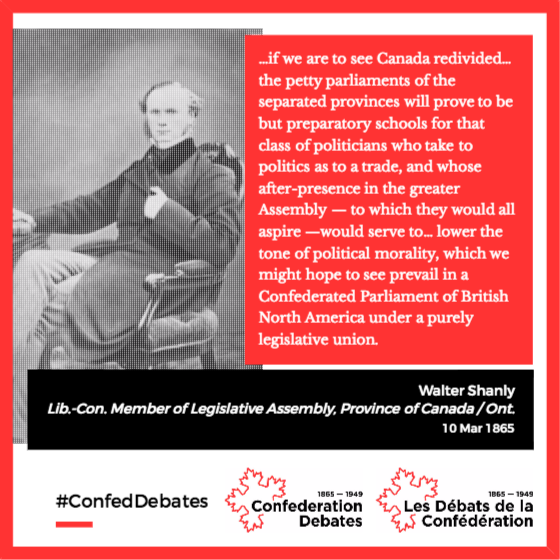 ...if we are to see Canada redivided...
the petty parliaments of the
separated provinces will prove to be
but preparatory schools for that
class of politicians who take to
politics as to a trade, and whose
after-presence in the greater
Assembly — to which they would all
aspire —would serve to... lower the
tone of political morality, which we
might hope to see prevail in a
Confederated Parliament of British
North America under a purely
legislative union.
Walter Shanly
Lib.-Con. Member of Legislative Assembly, Province of Canada / Ont.
10 Mar 1865
#ConfedDebates
1865 — 1949
Confederation
Debates
1865 — 1949
Les Débats de la
Confédération